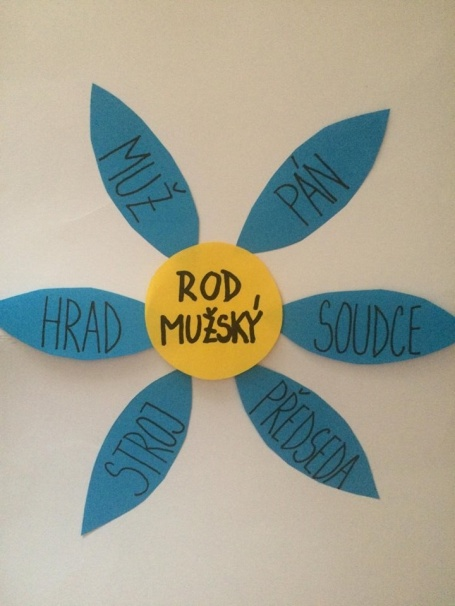 MUŽ
PÁN
HRAD
ROD
MUŽSKÝ
SOUDCE
STROJ
PŘEDSEDA